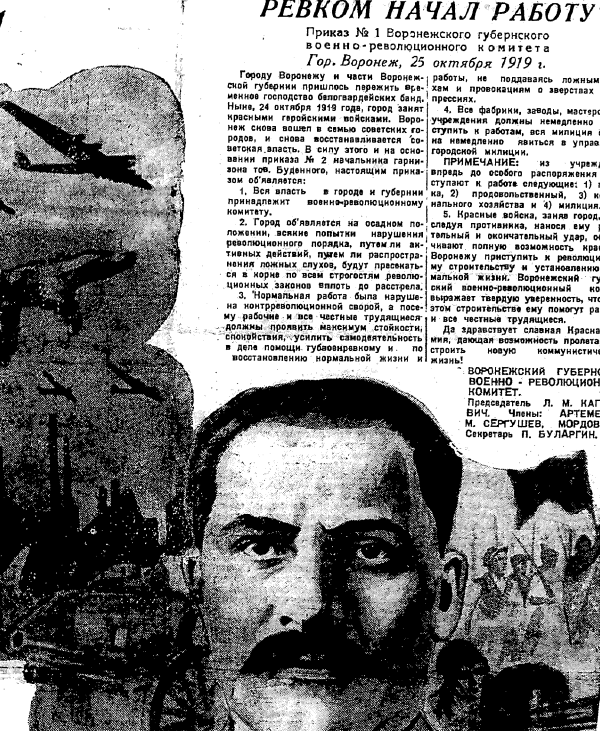 РЕВКОМ НАЧАЛ РАБОТУ
Приказ № 1 Воронежского губернского
военно-революционного комитета
Гор. Воронеж, 25 октября 1919 г.
Городу Воронежу и части Воронеж-
ской губернии пришлось пережить вре-
менное господство белогвардейских банд.
Ныне, 24 октября 1919 года, город занят
красными геройскими войсками. Воро-
неж снова вошел в семью советских го-
родов, и снова восстанавливается со-
ветская власть. В силу этого и на осно-
вании приказа № 2 начальника гарни-
зона тов. Буденного, настоящим прика-
зом об'является:
1. Вся власть в городе и губернии
принадлежит военно-революционному
комитету.
2. Город об'является на осадном по-
ложении, всякие попытки нарушения
революционного порядка, путем ли ак-
тивных действий, путем ли распростра-
нения ложных слухов, будут пресекать-
ся в корне по всем строгостям револю-
ционных законов вплоть до расстрела.
3. Нормальная работа была наруше-
на контрреволюционной сворой, а посе-
му рабочие и все честные трудящиеся
должны проявить максимум стойкости,
спокойствия, усилить самодеятельность
в деле помощи губвоенревкому и по
восстановлению нормальной жизни и
работы, не поддаваясь ложным
хам и провокациям о зверствах
прессиях.
4. Все фабрики, заводы, мастерс
учреждения должны немедленно
ступить к работам, вся милиция
на немедленно явиться в управ
городской милиции.
ПРИМЕЧАНИЕ: из учрежд
впредь до особого распоряжения
ступают к работе следующие: 1)
ка, 2) продовольственный, 3)
нального хозяйства и 4) милиция.
5. Красные войска, заняв город,
следуя противника, нанося ему р
тельный и окончательный удар, об
чивают полную возможность крас
Воронежу приступить к революци
му строительству и установлению
мальной жизни. Воронежский гу
ский военно-революционный ко
выражает твердую уверенность, что
этом строительстве ему помогут ра
и все честные трудящиеся.
Да здравствует славная Красна
мия, дающая возможность пролета
строить новую коммунистиче
жизнь!
ВОРОНЕЖСКИЙ ГУБЕРНС
ВОЕННО - РЕВОЛЮЦИОН
КОМИТЕТ.
Председатель Л. М. КАГ
ВИЧ. Члены: АРТЕМЕ
М. СЕРГУШЕВ, МОРДОВ
Секретарь П. БУЛАРГИН.